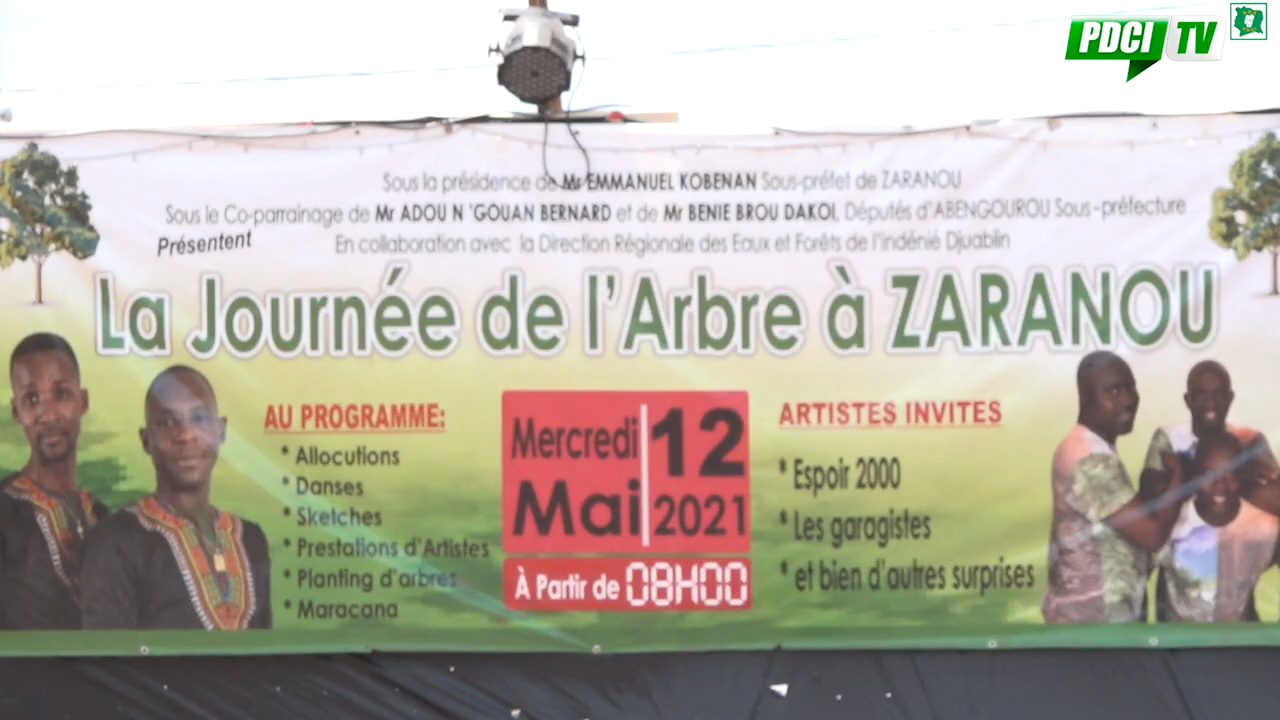 PDCI TV
Sous la présidence de Mr EMMANUEL KOBENAN Sous-préfet de ZARANOU
Sous le Co-parrainage de Mr ADOU N 'GOUAN BERNARD et de Mr BENIE BROU DAKOI, Députés d'ABENGOUROU Sous-préfecture
Présentent
En collaboration avec la Direction Régionale des Eaux et Forêts de l'indénié Djuablin
La Journée de l'Arbre à ZARANOU
AU PROGRAMME:
* Allocutions
* Danses
* Sketches
* Prestations d'Artistes
* Planting d'arbres
* Maracana
Mercredi 12
Mai 2021
À Partir de 08H00
ARTISTES INVITES
* Espoir 2000
* Les garagistes
* et bien d'autres surprises